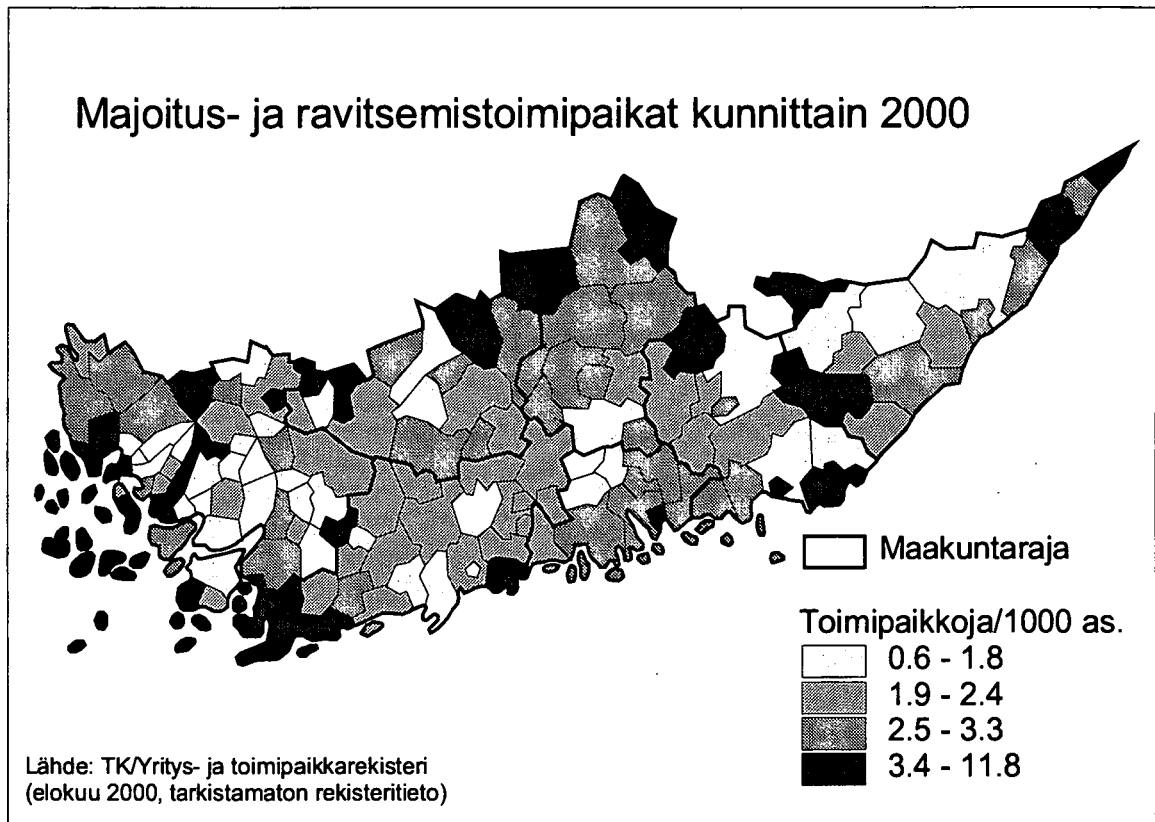 Majoitus- ja ravitsemistoimipaikat kunnittain 2000
Maakuntaraja
Toimipaikkoja/1000 as.
0.6 - 1.8
1.9 - 2.4
2.5 - 3.3
3.4 - 11.8
Lähde: TK/Yritys- ja toimipaikkarekisteri
(elokuu 2000, tarkistamaton rekisteritieto)